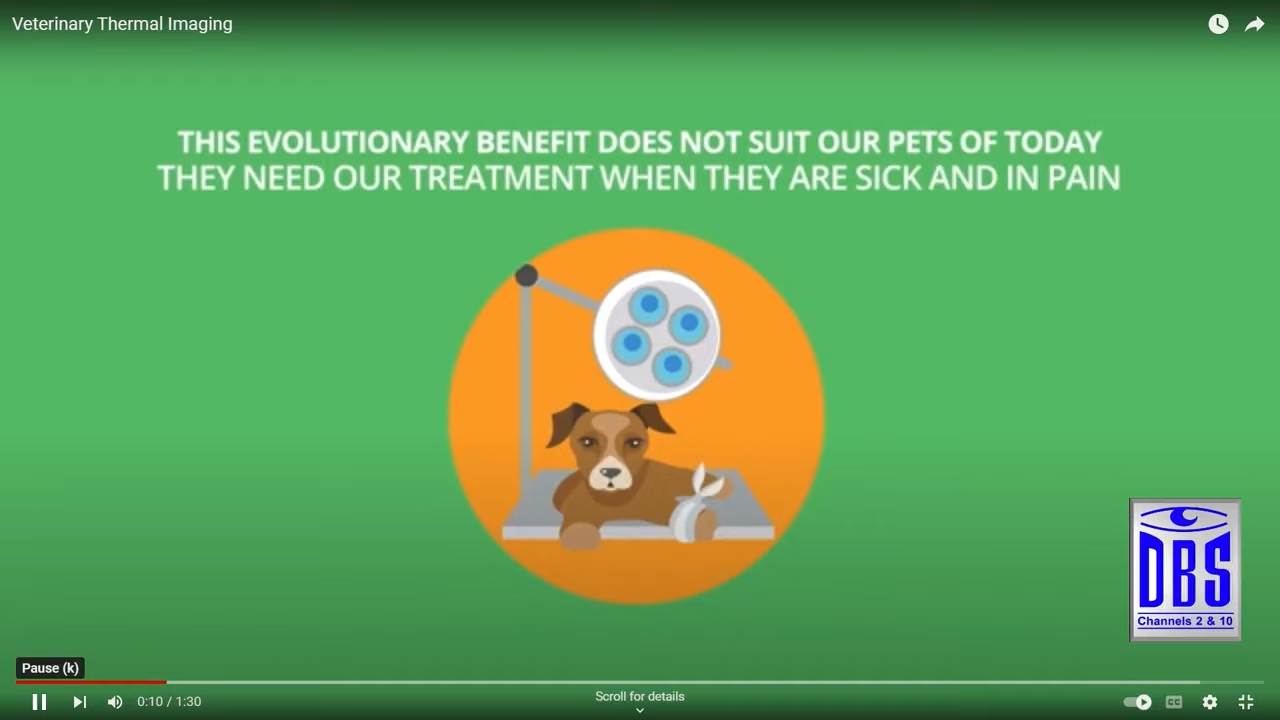 Veterinary Thermal Imaging
THIS EVOLUTIONARY BENEFIT DOES NOT SUIT OUR PETS OF TODAY
THEY NEED OUR TREATMENT WHEN THEY ARE SICK AND IN PAIN
DBS
Channels 2 & 10
Pause (k)
0:10 / 1:30
Scroll for details
CC